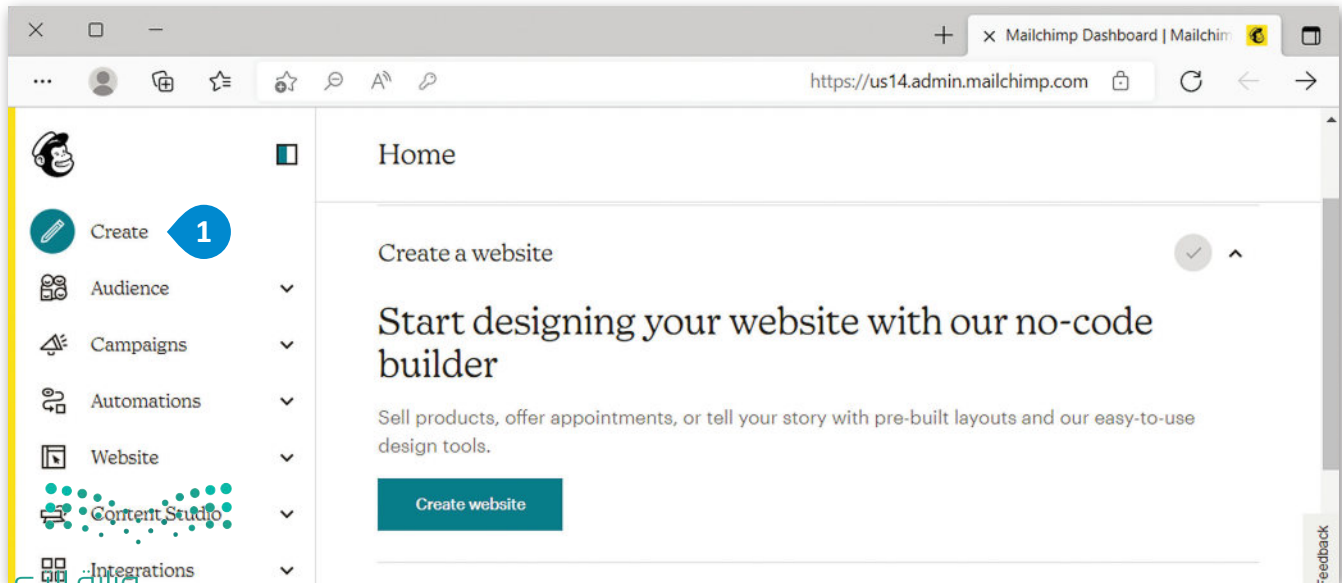 Mailchimp Dashboard | Mailchim
https://us14.admin.mailchimp.com
Home
Create
1
Audience
Campaigns
Automations
Website
Content Studio
Integrations
Create a website
Start designing your website with our no-code
builder
Sell products, offer appointments, or tell your story with pre-built layouts and our easy-to-use
design tools.
Create website
Feedback